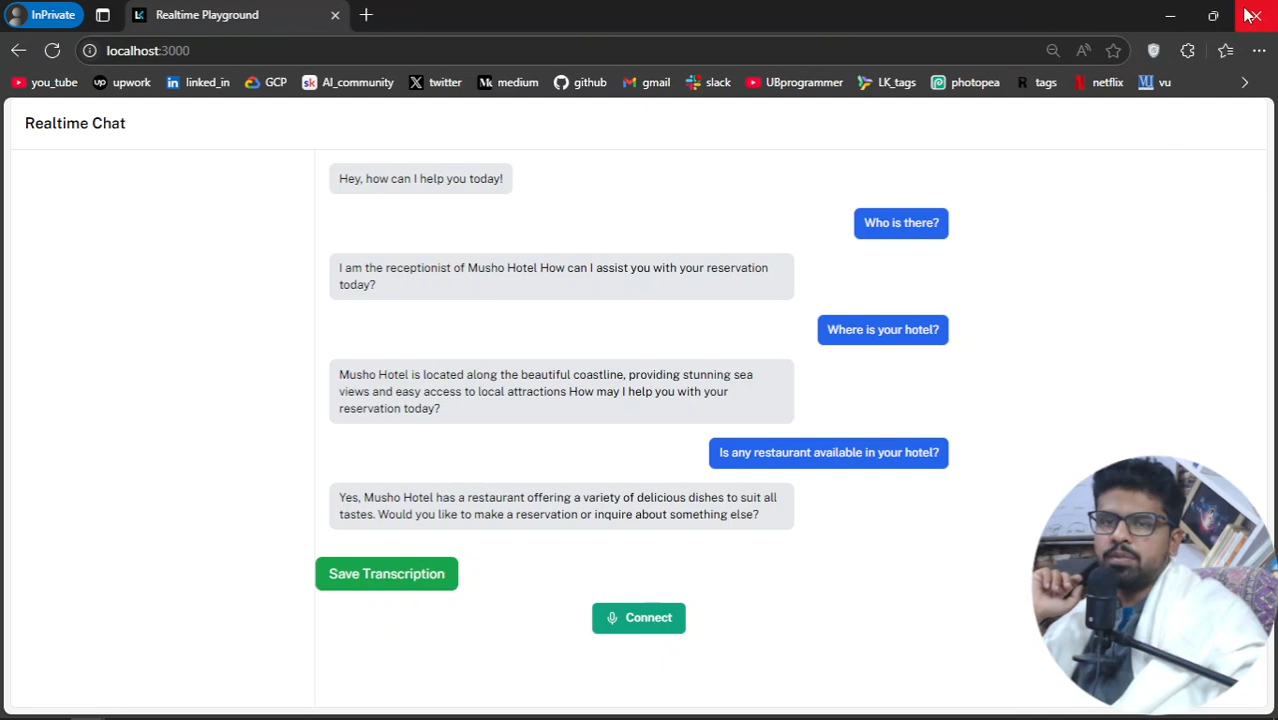 InPrivate
Realtime Playground
localhost:3000
you_tube
upwork
linked_in
GCP
AI_community
twitter
medium
github
gmail
slack
UBprogrammer
LK_tags
photopea
tags
netflix
vu
Realtime Chat
Hey, how can I help you today!
Who is there?
I am the receptionist of Musho Hotel How can I assist you with your reservation
today?
Where is your hotel?
Musho Hotel is located along the beautiful coastline, providing stunning sea
views and easy access to local attractions How may I help you with your
reservation today?
Is any restaurant available in your hotel?
Yes, Musho Hotel has a restaurant offering a variety of delicious dishes to suit all
tastes. Would you like to make a reservation or inquire about something else?
Save Transcription
Connect